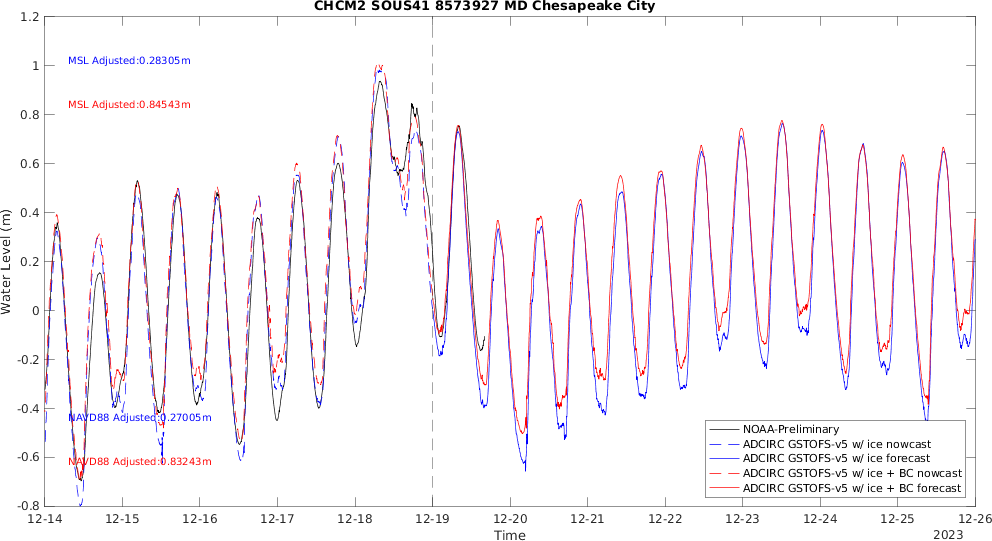 CHCM2 SOUS41 8573927 MD Chesapeake City
1.2
1
0.8
0.6
0.4
0.2
0
-0.2
-0.4
-0.6
-0.8
Water Level (m)
MSL Adjusted:0.28305m
MSL Adjusted:0.84543m
NAVD88 Adjusted:0.27005m
NAVD88 Adjusted:0.83243m
NOAA-Preliminary
ADCIRC GSTOFS-v5 w/ ice nowcast
ADCIRC GSTOFS-v5 w/ ice forecast
ADCIRC GSTOFS-v5 w/ ice + BC nowcast
ADCIRC GSTOFS-v5 w/ ice + BC forecast
12-14 12-15 12-16 12-17 12-18 12-19 12-20 12-21 12-22 12-23 12-24 12-25 12-26
Time
2023